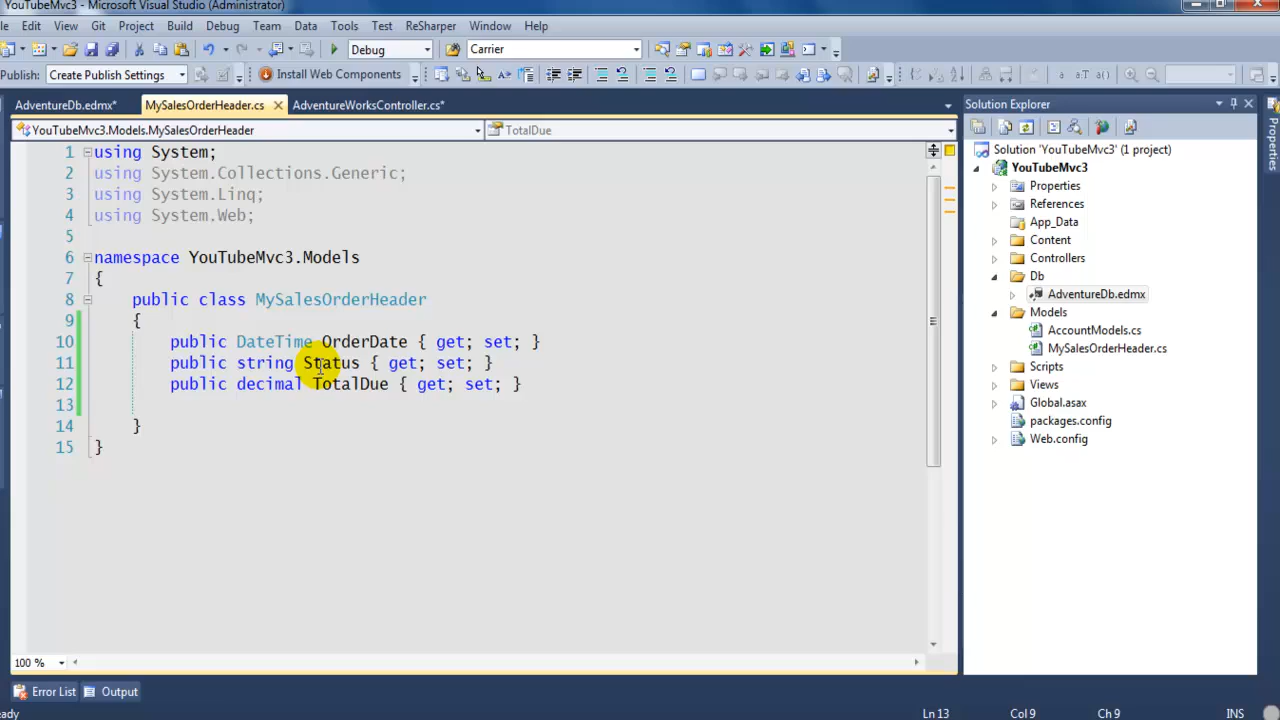 YouTubeMvc3 - Microsoft Visual Studio (Administrator)
le Edit View Git Project Build Debug Team Data Tools Test ReSharper Window Help
Debug Carrier
Publish: Create Publish Settings Install Web Components
AdventureDb.edmx* MySalesOrderHeader.cs AdventureWorksController.cs*
YouTubeMvc3.Models.MySalesOrderHeader TotalDue
1 using System;
2 using System.Collections.Generic;
3 using System.Linq;
4 using System.Web;
5
6 namespace YouTubeMvc3.Models
7 {
8 public class MySalesOrderHeader
9 {
10 public DateTime OrderDate { get; set; }
11 public string Status { get; set; }
12 public decimal TotalDue { get; set; }
13
14 }
15 }
100 %
Error List Output
eady Ln 13 Col 9 Ch 9 INS
Solution Explorer
Solution 'YouTubeMvc3' (1 project)
YouTubeMvc3
Properties
References
App_Data
Content
Controllers
Db
AdventureDb.edmx
Models
AccountModels.cs
MySalesOrderHeader.cs
Scripts
Views
Global.asax
packages.config
Web.config
Properties